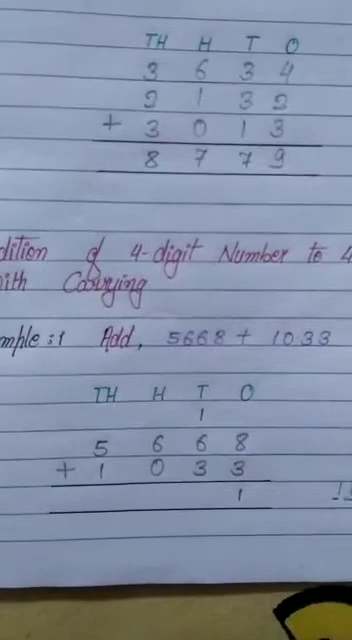 TH H T O
3 6 3 4
2 1 3 2
+ 3 0 1 3
8 7 7 9
dition of 4-digit Number to 4
ith Carrying
mple:1 Add, 5668 + 1033
TH H T O
1
5 6 6 8
+ 1 0 3 3
1